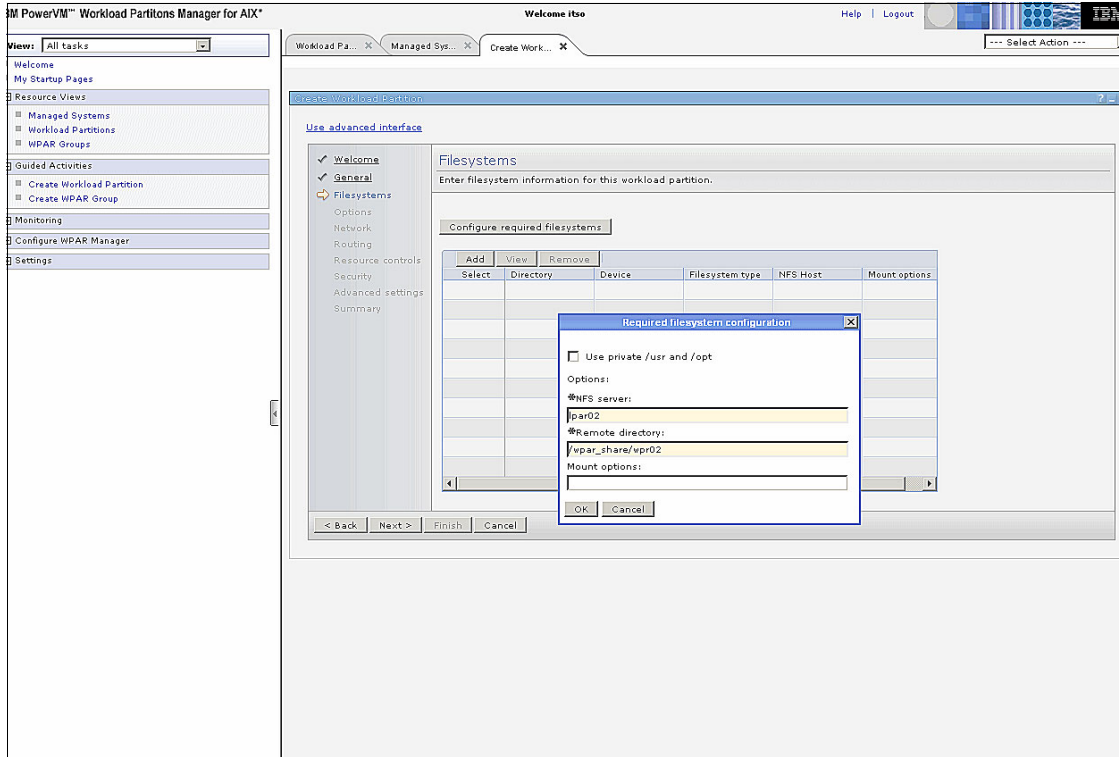 BM PowerVM™ Workload Partitons Manager for AIX*
Welcome itso
Help | Logout
IBM
View: All tasks
Welcome
My Startup Pages
Resource Views
Managed Systems
Workload Partitions
WPAR Groups
Guided Activities
Create Workload Partition
Create WPAR Group
Monitoring
Configure WPAR Manager
Settings
Workload Pa... X Managed Sys... X Create Work... X
--- Select Action ---
Create Workload Partition ? _
Use advanced interface
Welcome
General
Filesystems
Options
Network
Routing
Resource controls
Security
Advanced settings
Summary
Filesystems
Enter filesystem information for this workload partition.
Configure required filesystems
Add View Remove
Select Directory Device Filesystem type NFS Host Mount options
Required filesystem configuration X
Use private /usr and /opt
Options:
*NFS server:
lpar02
*Remote directory:
/wpar_share/wpr02
Mount options:
OK Cancel
< Back Next > Finish Cancel